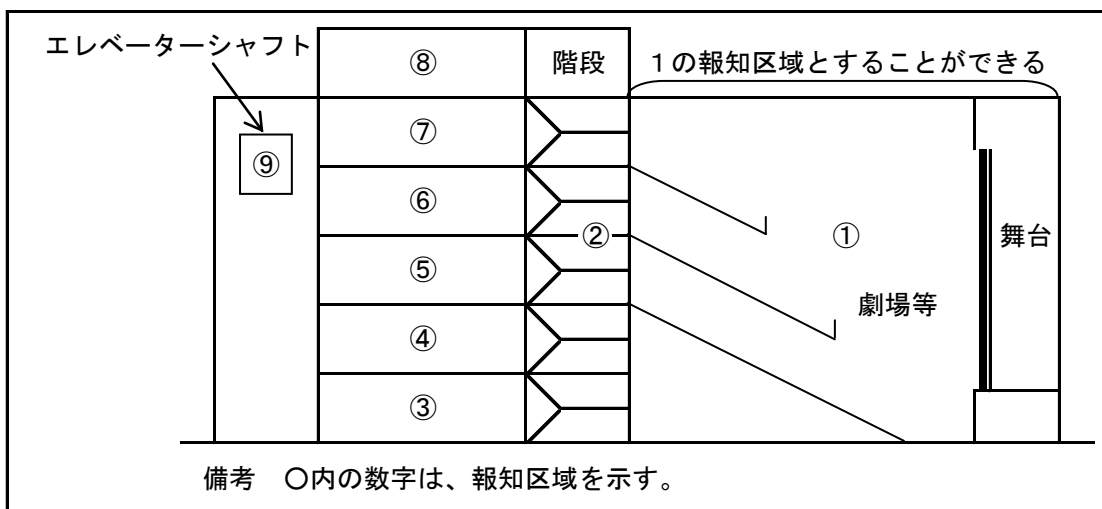 エレベーターシャフト
⑧
階段
1の報知区域とすることができる
⑦
⑨
⑥
②
①
舞台
⑤
劇場等
④
③
備考 〇内の数字は、報知区域を示す。